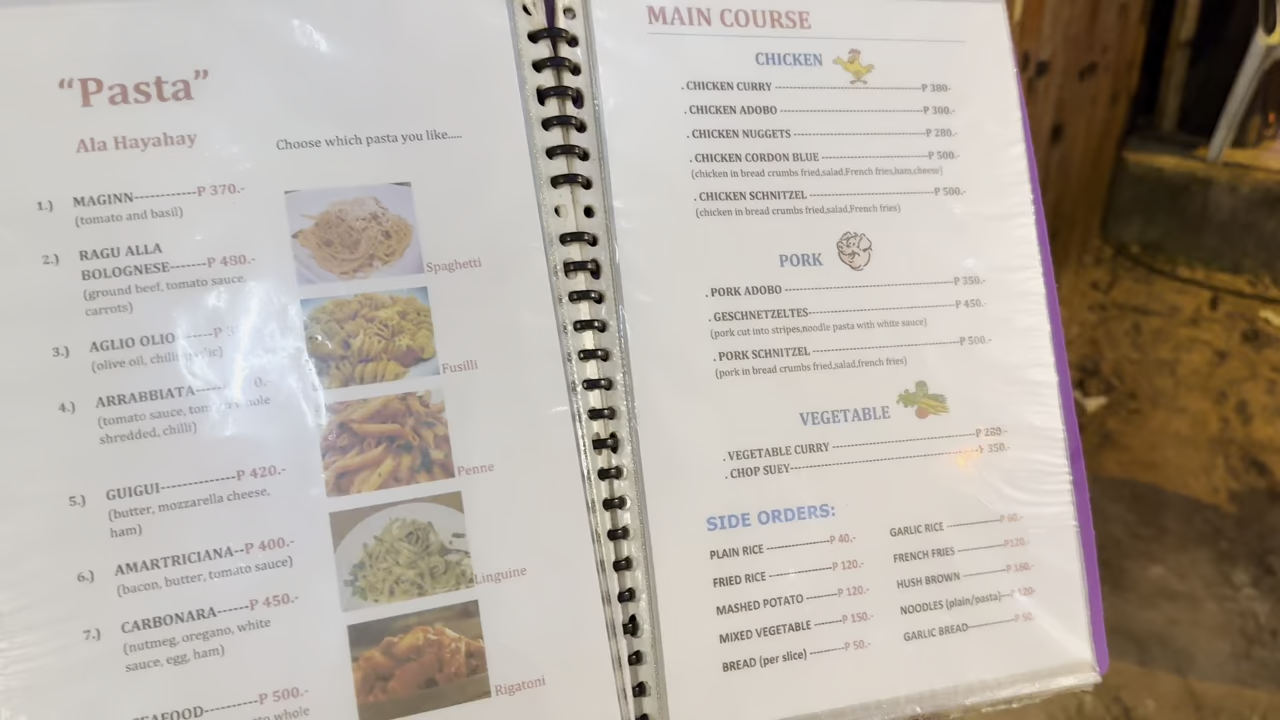 “Pasta”
Ala Hayahay
Choose which pasta you like.....
1.) MAGINN------------P 370.-
(tomato and basil)
2.) RAGU ALLA
BOLOGNESE-------P 480.-
(ground beef, tomato sauce,
carrots)
3.) AGLIO OLIO
(olive oil, chilli
4.) ARRABBIATA
(tomato sauce,
shredded, chilli)
5.) GUIGUI--------------P 420.-
(butter, mozzarella cheese,
ham)
6.) AMARTRICIANA--P 400.-
(bacon, butter, tomato sauce)
7.) CARBONARA------P 450.-
(nutmeg, oregano, white
sauce, egg, ham)
P 500.-
whole
Spaghetti
Fusilli
Penne
Linguine
Rigatoni
MAIN COURSE
CHICKEN
. CHICKEN CURRY ------------------------------P 380-
. CHICKEN ADOBO ------------------------------P 300.-
. CHICKEN NUGGETS ---------------------------P 280.-
. CHICKEN CORDON BLUE ----------------------P 500.-
(chicken in bread crumbs fried,salad,French fries,ham,cheese)
. CHICKEN SCHNITZEL -------------------------P 500.-
(chicken in bread crumbs fried,salad,French fries)
PORK
. PORK ADOBO ----------------------------------P 350.-
. GESCHNETZELTES ----------------------------P 450.-
(pork cut into stripes,noodle pasta with white sauce)
. PORK SCHNITZEL ------------------------------P 500.-
(pork in bread crumbs fried,salad,french fries)
VEGETABLE
. VEGETABLE CURRY -----------------------------P
. CHOP SUEY--------------------------------------P 350.-
SIDE ORDERS:
PLAIN RICE -------------P 40.-
FRIED RICE -------------P 120.-
MASHED POTATO --------P 120.-
MIXED VEGETABLE -------P 150.-
BREAD (per slice) ---------P 50.-
GARLIC RICE -----------P 60.-
FRENCH FRIES ----------P120.-
HUSH BROWN ----------P
NOODLES (plain/pasta)---P 120-
GARLIC BREAD----------P 50